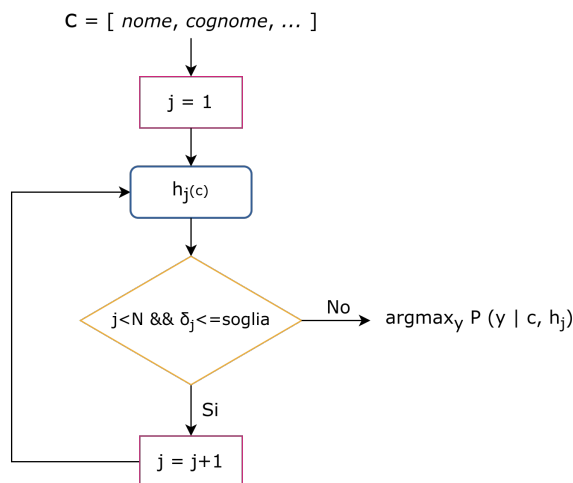 C = [ nome, cognome, ... ]
j = 1
hj(c)
j<N && δj<=soglia
No
argmaxy P (y | c, hj)
Si
j = j+1